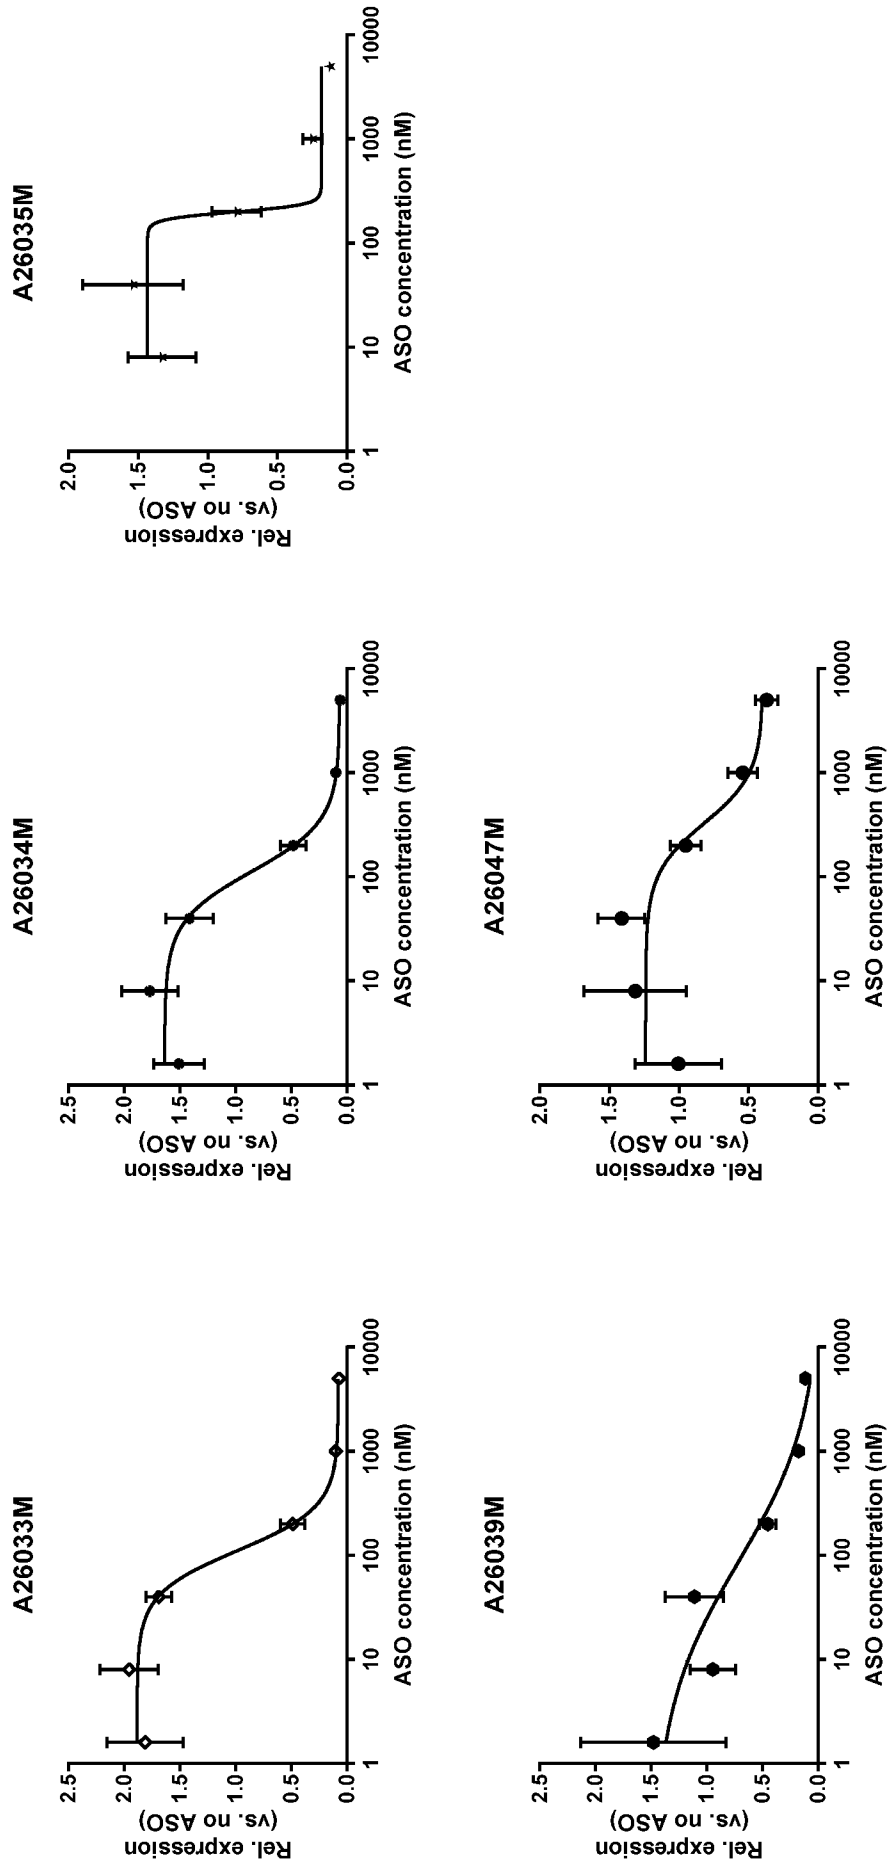 A26033M
Rel. expression
(vs. no ASO)
2.5
2.0
1.5
1.0
0.5
0.0
1
10
100
1000
10000
ASO concentration (nM)
A26034M
Rel. expression
(vs. no ASO)
2.5
2.0
1.5
1.0
0.5
0.0
1
10
100
1000
10000
ASO concentration (nM)
A26035M
Rel. expression
(vs. no ASO)
2.0
1.5
1.0
0.5
0.0
1
10
100
1000
10000
ASO concentration (nM)
A26039M
Rel. expression
(vs. no ASO)
2.5
2.0
1.5
1.0
0.5
0.0
1
10
100
1000
10000
ASO concentration (nM)
A26047M
Rel. expression
(vs. no ASO)
2.0
1.5
1.0
0.5
0.0
1
10
100
1000
10000
ASO concentration (nM)